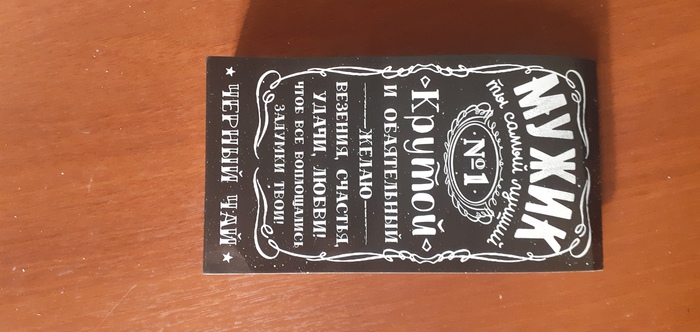 МУЖИК
ты самый лучший
№1
Крутой
И ОБАЯТЕЛЬНЫЙ
ЖЕЛАЮ
ВЕЗЕНИЯ, СЧАСТЬЯ,
УДАЧИ, ЛЮБВИ!
ЧТОБ ВСЕ ВОПЛОЩАЛИСЬ
ЗАДУМКИ ТВОИ!
★ ЧЕРНЫЙ ЧАЙ ★